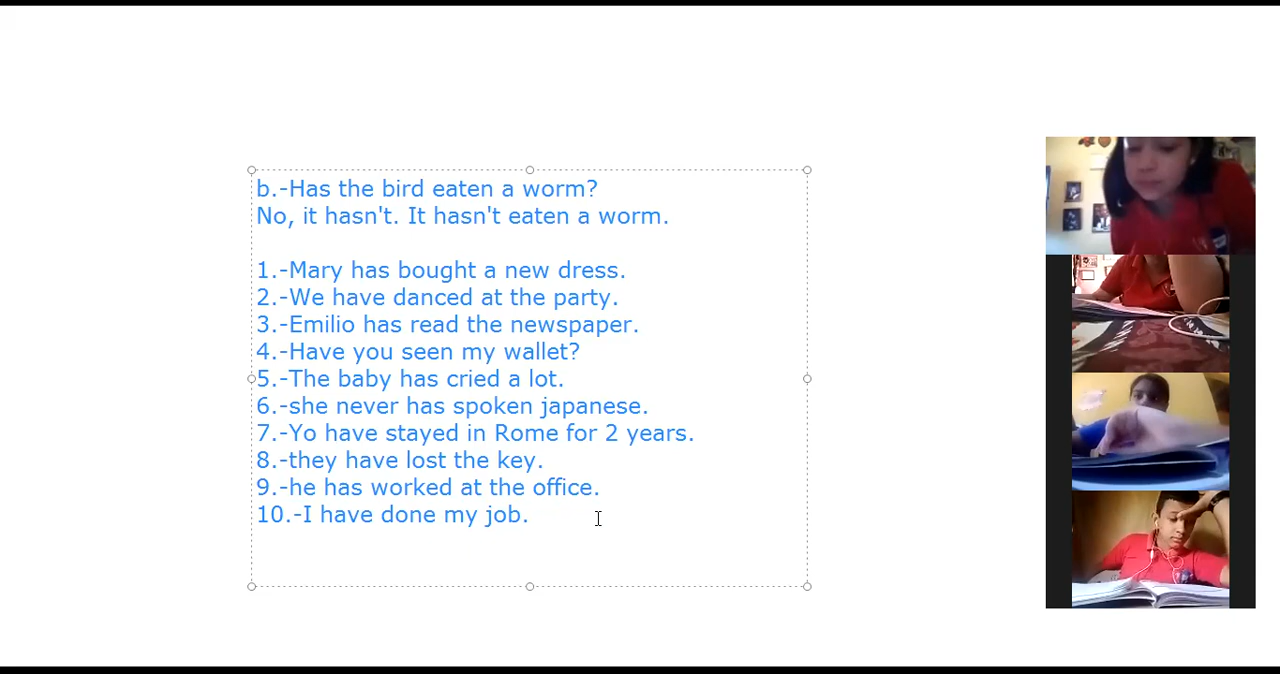 b.-Has the bird eaten a worm?
No, it hasn't. It hasn't eaten a worm.
1.-Mary has bought a new dress.
2.-We have danced at the party.
3.-Emilio has read the newspaper.
4.-Have you seen my wallet?
5.-The baby has cried a lot.
6.-she never has spoken japanese.
7.-Yo have stayed in Rome for 2 years.
8.-they have lost the key.
9.-he has worked at the office.
10.-I have done my job.